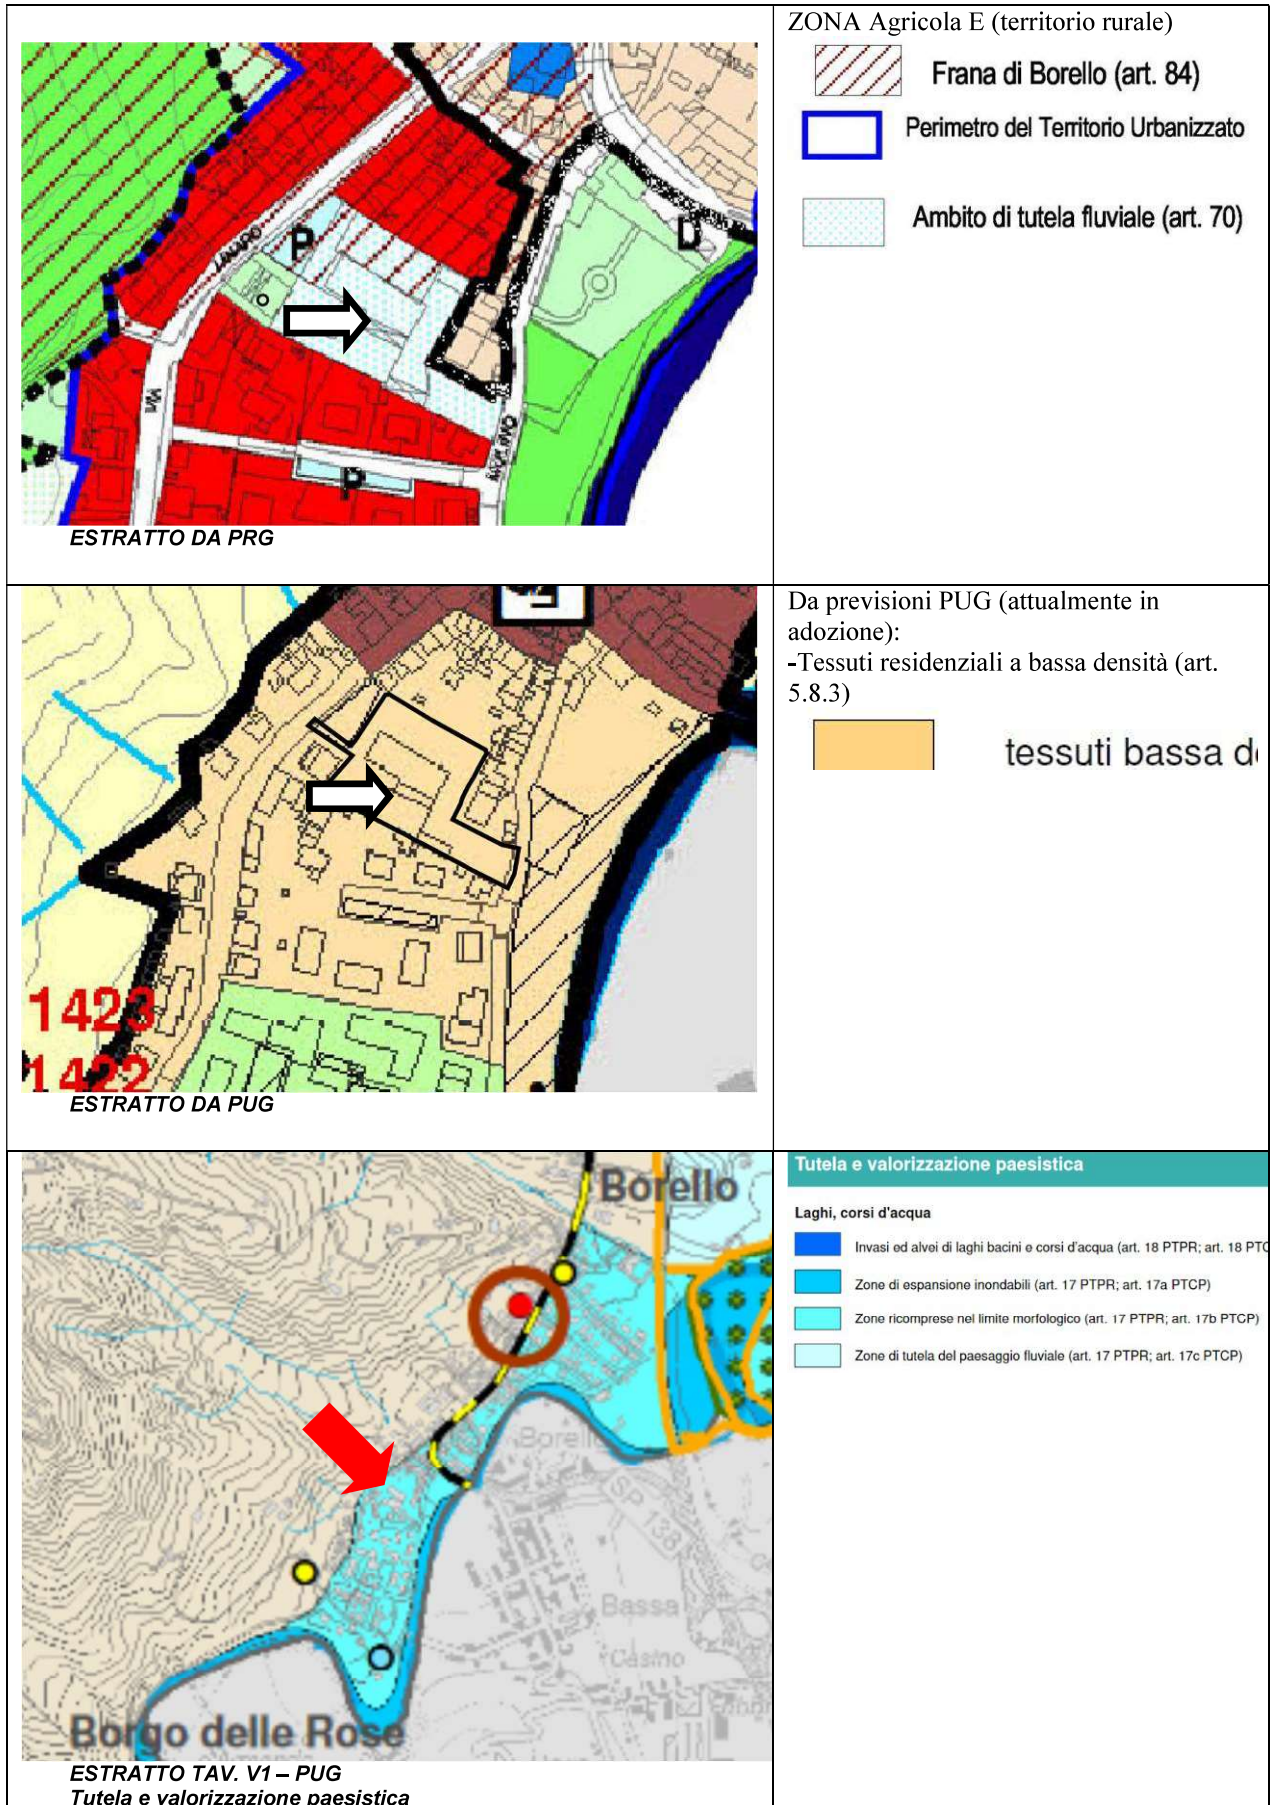 ZONA Agricola E (territorio rurale)
Frana di Borello (art. 84)
Perimetro del Territorio Urbanizzato
Ambito di tutela fluviale (art. 70)
P
D
P
ESTRATTO DA PRG
Da previsioni PUG (attualmente in
adozione):
-Tessuti residenziali a bassa densità (art.
5.8.3)
tessuti bassa d
1423
1422
ESTRATTO DA PUG
Borello
Borello
SP 138
Bassa
Casino
Borgo delle Rose
ESTRATTO TAV. V1 – PUG
Tutela e valorizzazione paesistica
Tutela e valorizzazione paesistica
Laghi, corsi d'acqua
Invasi ed alvei di laghi bacini e corsi d'acqua (art. 18 PTPR; art. 18 PTC
Zone di espansione inondabili (art. 17 PTPR; art. 17a PTCP)
Zone ricomprese nel limite morfologico (art. 17 PTPR; art. 17b PTCP)
Zone di tutela del paesaggio fluviale (art. 17 PTPR; art. 17c PTCP)